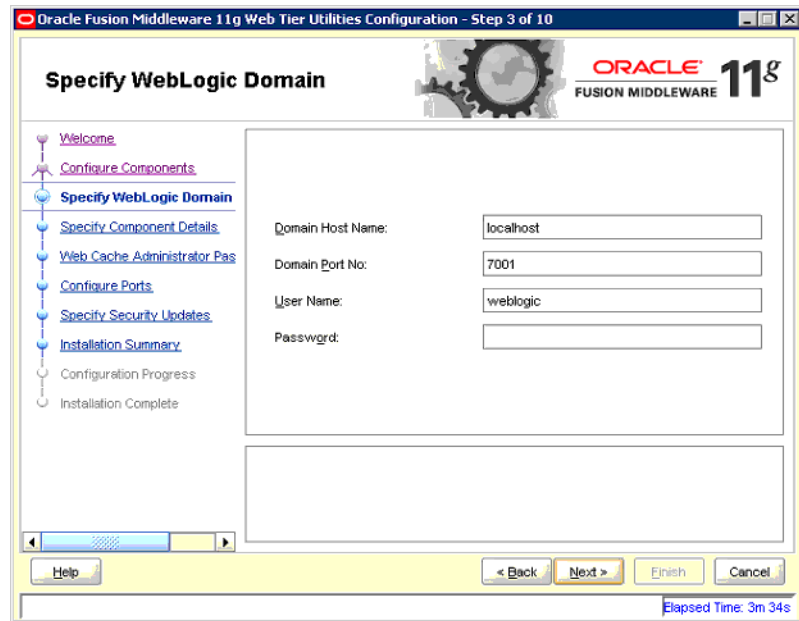 Oracle Fusion Middleware 11g Web Tier Utilities Configuration - Step 3 of 10
Specify WebLogic Domain
ORACLE
FUSION MIDDLEWARE 11g
Welcome
Configure Components
Specify WebLogic Domain
Specify Component Details
Web Cache Administrator Pas
Configure Ports
Specify Security Updates
Installation Summary
Configuration Progress
Installation Complete
Domain Host Name: localhost
Domain Port No: 7001
User Name: weblogic
Password:
Help < Back Next > Finish Cancel
Elapsed Time: 3m 34s